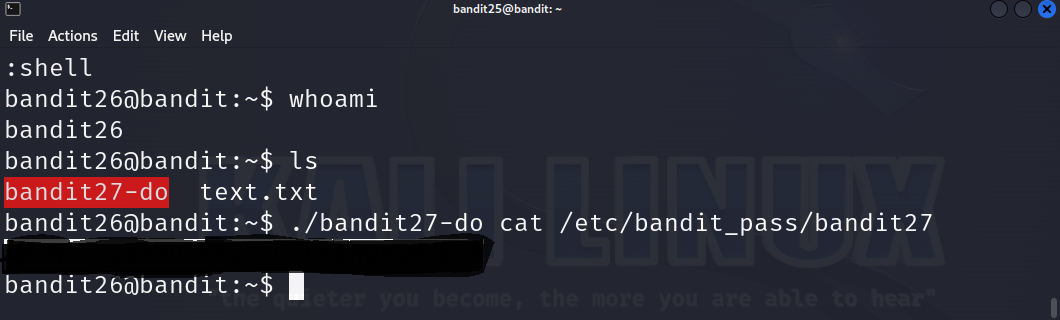 bandit25@bandit: ~
File Actions Edit View Help
:shell
bandit26@bandit:~$ whoami
bandit26
bandit26@bandit:~$ ls
bandit27-do text.txt
bandit26@bandit:~$ ./bandit27-do cat /etc/bandit_pass/bandit27
bandit26@bandit:~$
KALI LINUX
"the quieter you become, the more you are able to hear"